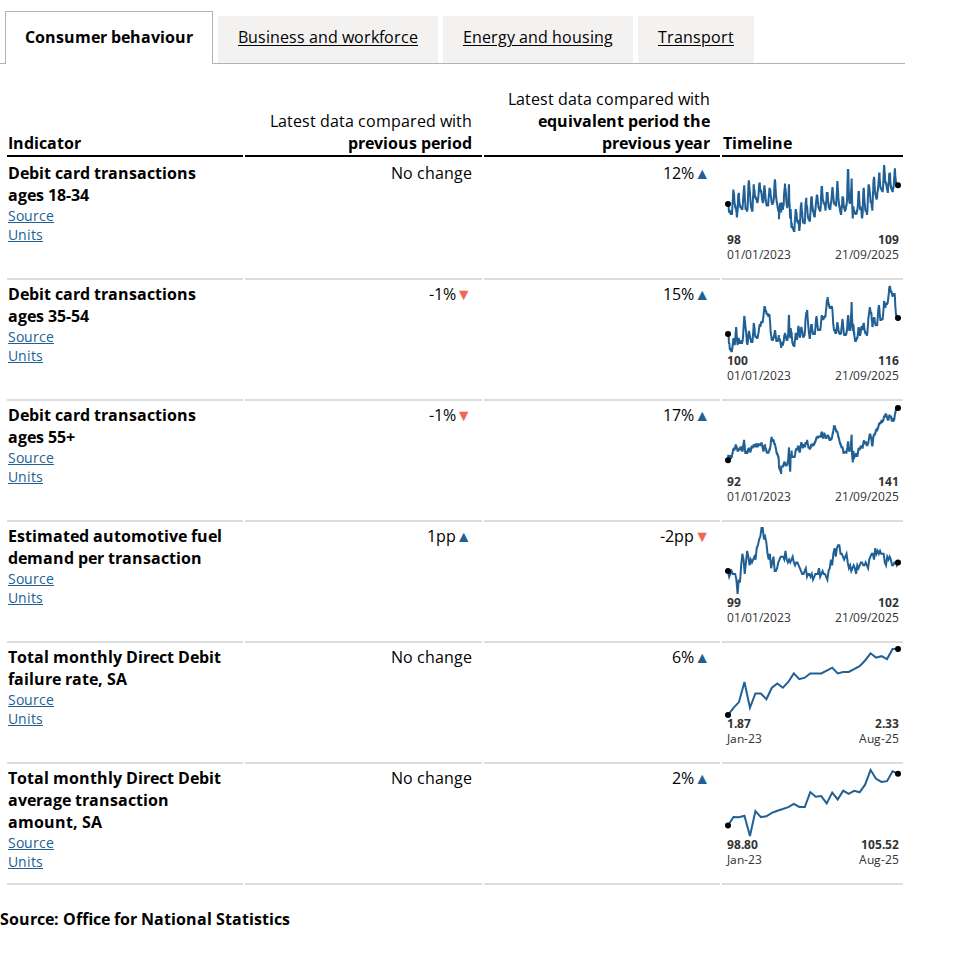 Consumer behaviour
Business and workforce
Energy and housing
Transport
Indicator
Latest data compared with
previous period
Latest data compared with
equivalent period the
previous year
Timeline
Debit card transactions
ages 18-34
Source
Units
No change
12% ▲
98
109
01/01/2023
21/09/2025
Debit card transactions
ages 35-54
Source
Units
-1% ▼
15% ▲
100
116
01/01/2023
21/09/2025
Debit card transactions
ages 55+
Source
Units
-1% ▼
17% ▲
92
141
01/01/2023
21/09/2025
Estimated automotive fuel
demand per transaction
Source
Units
1pp ▲
-2pp ▼
99
102
01/01/2023
21/09/2025
Total monthly Direct Debit
failure rate, SA
Source
Units
No change
6% ▲
1.87
2.33
Jan-23
Aug-25
Total monthly Direct Debit
average transaction
amount, SA
Source
Units
No change
2% ▲
98.80
105.52
Jan-23
Aug-25
Source: Office for National Statistics